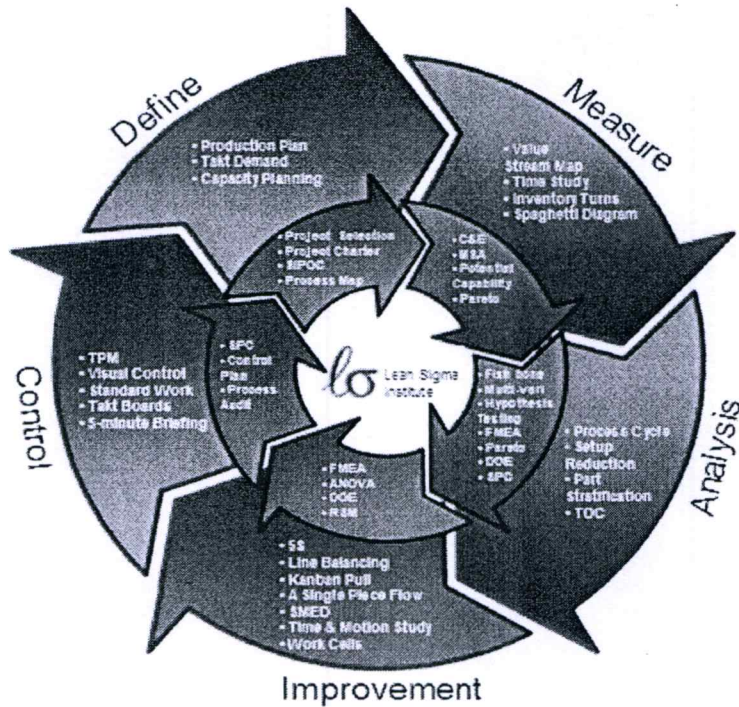 Define
• Production Plan
• Takt Demand
• Capacity Planning
• Project Selection
• Project Charter
• SIPOC
• Process Map
Measure
• Value
Stream Map
• Time Study
• Inventory Turns
• Spaghetti Diagram
• C&E
• MSA
• Potential
Capability
• Pareto
Analysis
• Process Cycle
• Setup
Reduction
• Part
Stratification
• TOC
• Fish bone
• Multi-vari
• Hypothesis
Testing
• FMEA
• Pareto
• DOE
• SPC
Improvement
• 5S
• Line Balancing
• Kanban Pull
• A Single Piece Flow
• SMED
• Time & Motion Study
• Work Cells
• FMEA
• ANOVA
• DOE
• RSM
Control
• TPM
• Visual Control
• Standard Work
• Takt Boards
• 5-minute Briefing
• SPC
• Control
Plan
• Process
Audit
lσ Lean Sigma
Institute